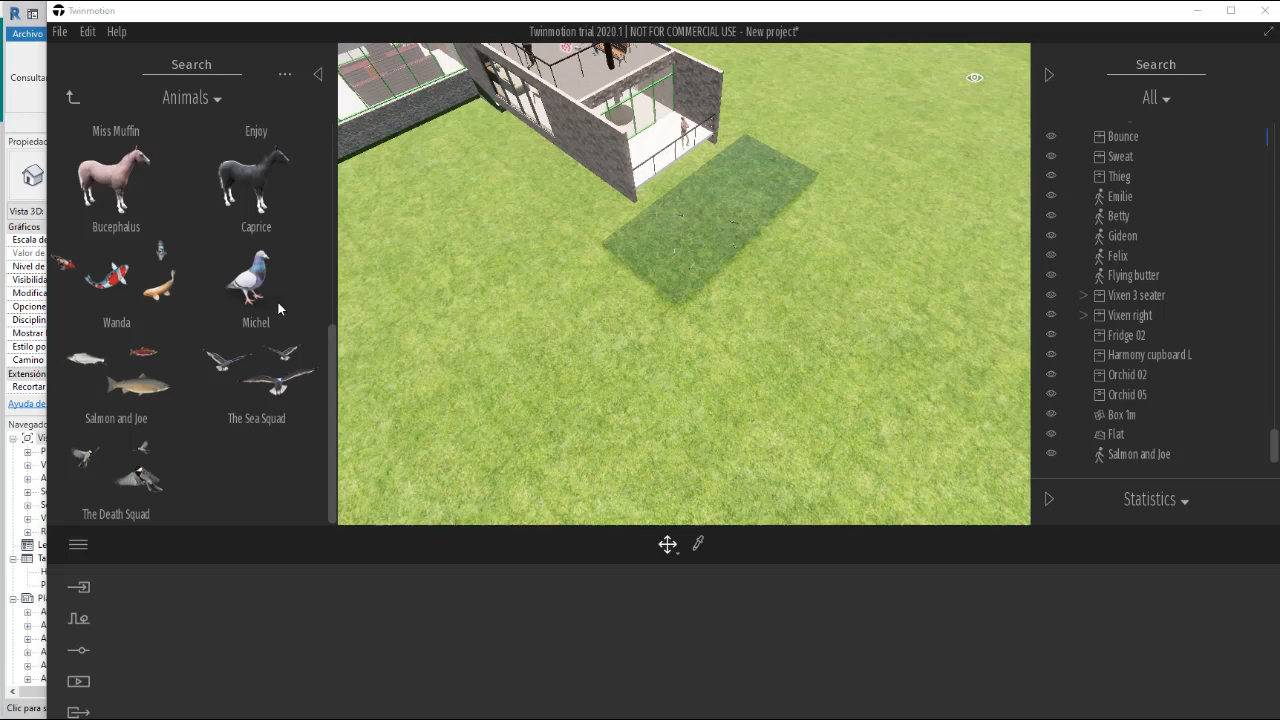 Twinmotion
Archivo
File Edit Help
Twinmotion trial 2020.1 | NOT FOR COMMERCIAL USE - New project*
Search
...
Animals
Miss Muffin
Enjoy
Bucephalus
Caprice
Wanda
Michel
Salmon and Joe
The Sea Squad
The Death Squad
Consultar
Propiedad
Vista 3D:
Gráficos
Escala de
Valor de
Nivel de
Visibilida
Modifica
Opcione
Disciplin
Mostrar
Estilo po
Camino
Extensión
Recortar
Ayuda de
Navegado
Clic para s
Search
All
Bounce
Sweat
Thieg
Emilie
Betty
Gideon
Felix
Flying butter
> Vixen 3 seater
> Vixen right
Fridge 02
Harmony cupboard L
Orchid 02
Orchid 05
Box 1m
Flat
Salmon and Joe
Statistics